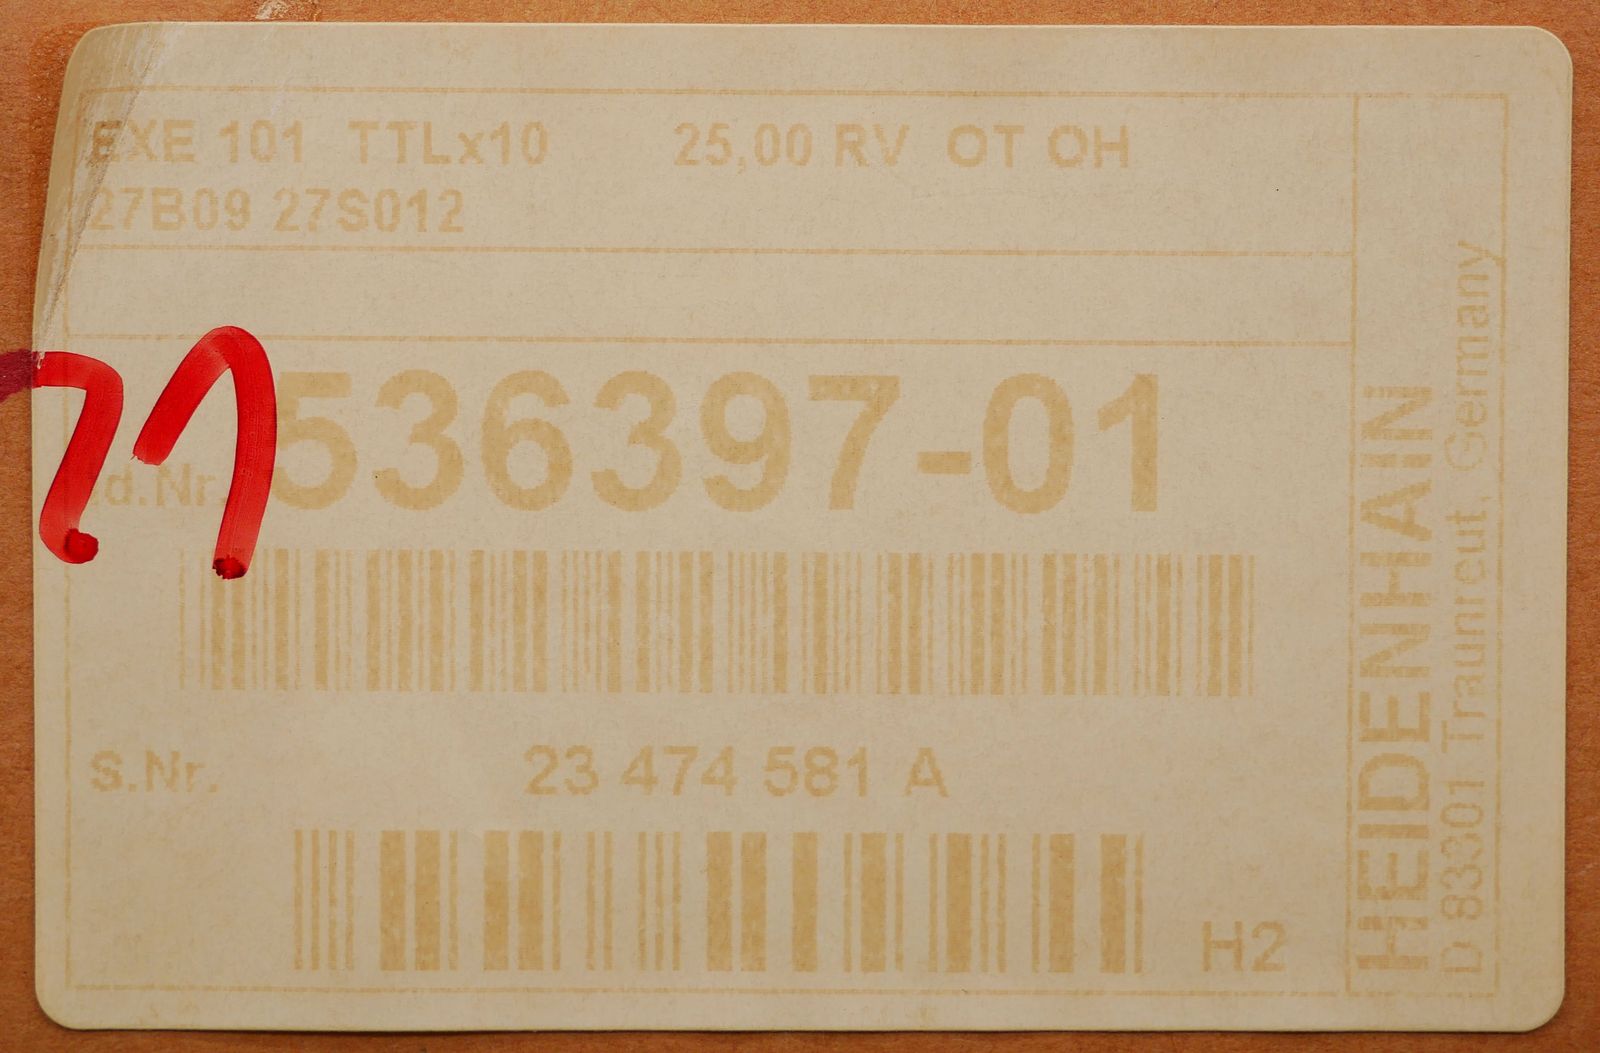 EXE 101 TTLx10 25,00 RV OT OH
27B09 27S012
Id.Nr. 536397-01
S.Nr. 23 474 581 A
H2
HEIDENHAIN
D 83301 Traunreut, Germany